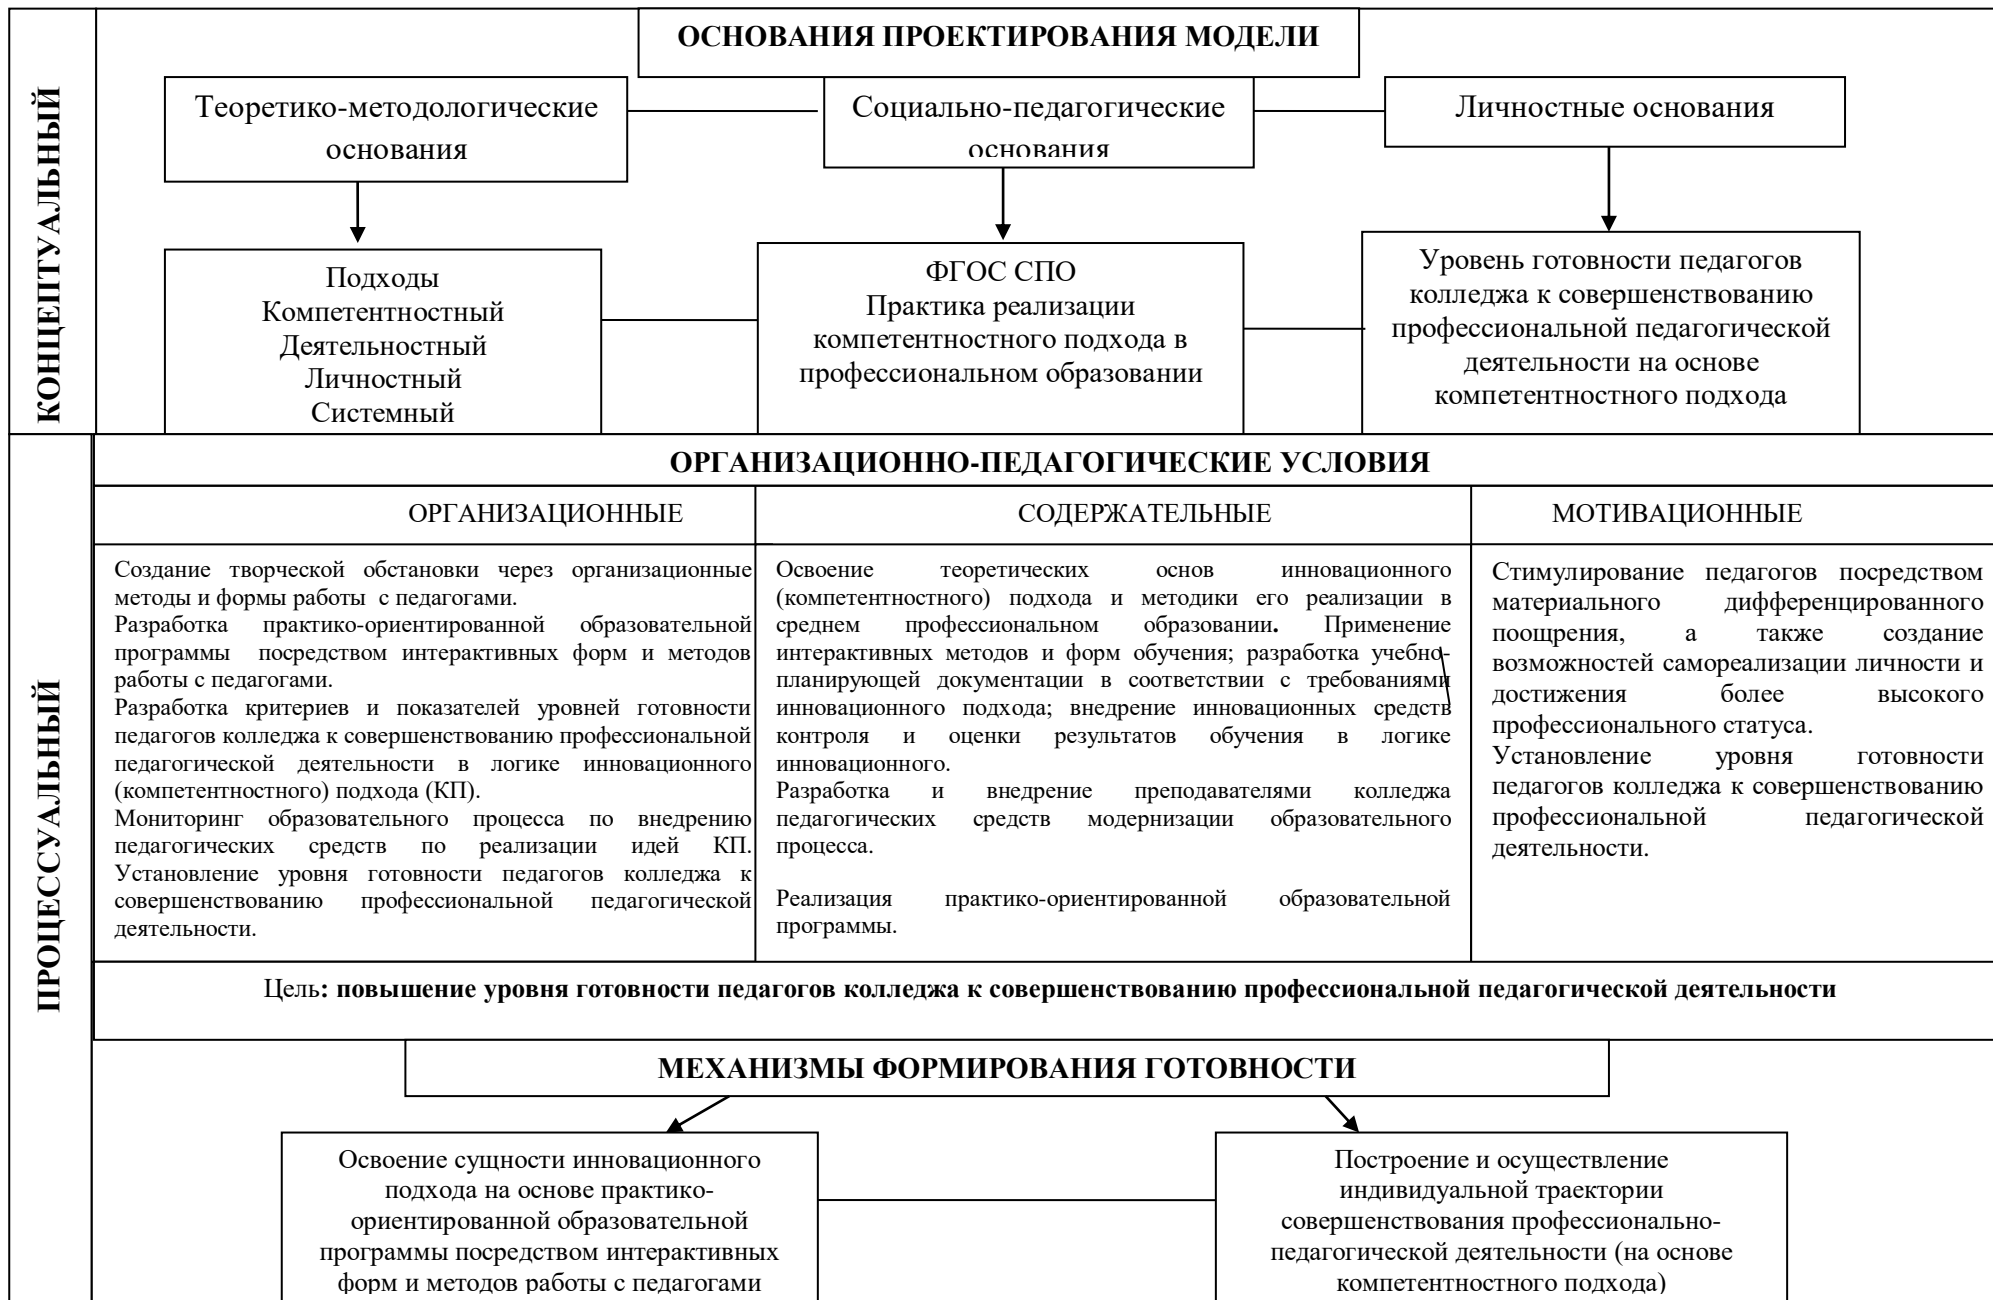 ОСНОВАНИЯ ПРОЕКТИРОВАНИЯ МОДЕЛИ
КОНЦЕПТУАЛЬНЫЙ
Теоретико-методологические
основания
Социально-педагогические
основания
Личностные основания
Подходы
Компетентностный
Деятельностный
Личностный
Системный
ФГОС СПО
Практика реализации
компетентностного подхода в
профессиональном образовании
Уровень готовности педагогов
колледжа к совершенствованию
профессиональной педагогической
деятельности на основе
компетентностного подхода
ПРОЦЕССУАЛЬНЫЙ
ОРГАНИЗАЦИОННО-ПЕДАГОГИЧЕСКИЕ УСЛОВИЯ
ОРГАНИЗАЦИОННЫЕ
Создание творческой обстановки через организационные
методы и формы работы с педагогами.
Разработка практико-ориентированной образовательной
программы посредством интерактивных форм и методов
работы с педагогами.
Разработка критериев и показателей уровней готовности
педагогов колледжа к совершенствованию профессиональной
педагогической деятельности в логике инновационного
(компетентностного) подхода (КП).
Мониторинг образовательного процесса по внедрению
педагогических средств по реализации идей КП.
Установление уровня готовности педагогов колледжа к
совершенствованию профессиональной педагогической
деятельности.
СОДЕРЖАТЕЛЬНЫЕ
Освоение теоретических основ инновационного
(компетентностного) подхода и методики его реализации в
среднем профессиональном образовании. Применение
интерактивных методов и форм обучения; разработка учебно-
планирующей документации в соответствии с требованиями
инновационного подхода; внедрение инновационных средств
контроля и оценки результатов обучения в логике
инновационного.
Разработка и внедрение преподавателями колледжа
педагогических средств модернизации образовательного
процесса.
Реализация практико-ориентированной образовательной
программы.
МОТИВАЦИОННЫЕ
Стимулирование педагогов посредством
материального дифференцированного
поощрения, а также создание
возможностей самореализации личности и
достижения более высокого
профессионального статуса.
Установление уровня готовности
педагогов колледжа к совершенствованию
профессиональной педагогической
деятельности.
Цель: повышение уровня готовности педагогов колледжа к совершенствованию профессиональной педагогической деятельности
МЕХАНИЗМЫ ФОРМИРОВАНИЯ ГОТОВНОСТИ
Освоение сущности инновационного
подхода на основе практико-
ориентированной образовательной
программы посредством интерактивных
форм и методов работы с педагогами
Построение и осуществление
индивидуальной траектории
совершенствования профессионально-
педагогической деятельности (на основе
компетентностного подхода)